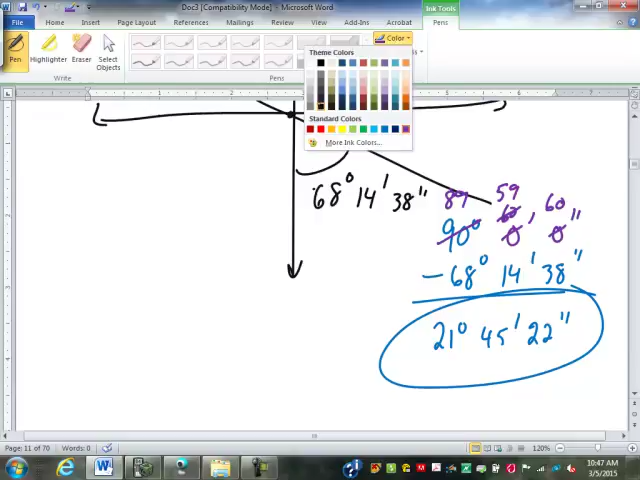 Doc3 [Compatibility Mode] - Microsoft Word
Ink Tools
File Home Insert Page Layout References Mailings Review View Add-Ins Acrobat Pens
Pen Highlighter Eraser Select Objects
Color
Write
Pens
Theme Colors
Standard Colors
More Ink Colors...
68° 14' 38"
89 59 60
90° 0' 0"
60
- 68° 14' 38"
21° 45' 22"
Page: 11 of 70 Words: 0
120%
10:47 AM
3/5/2015